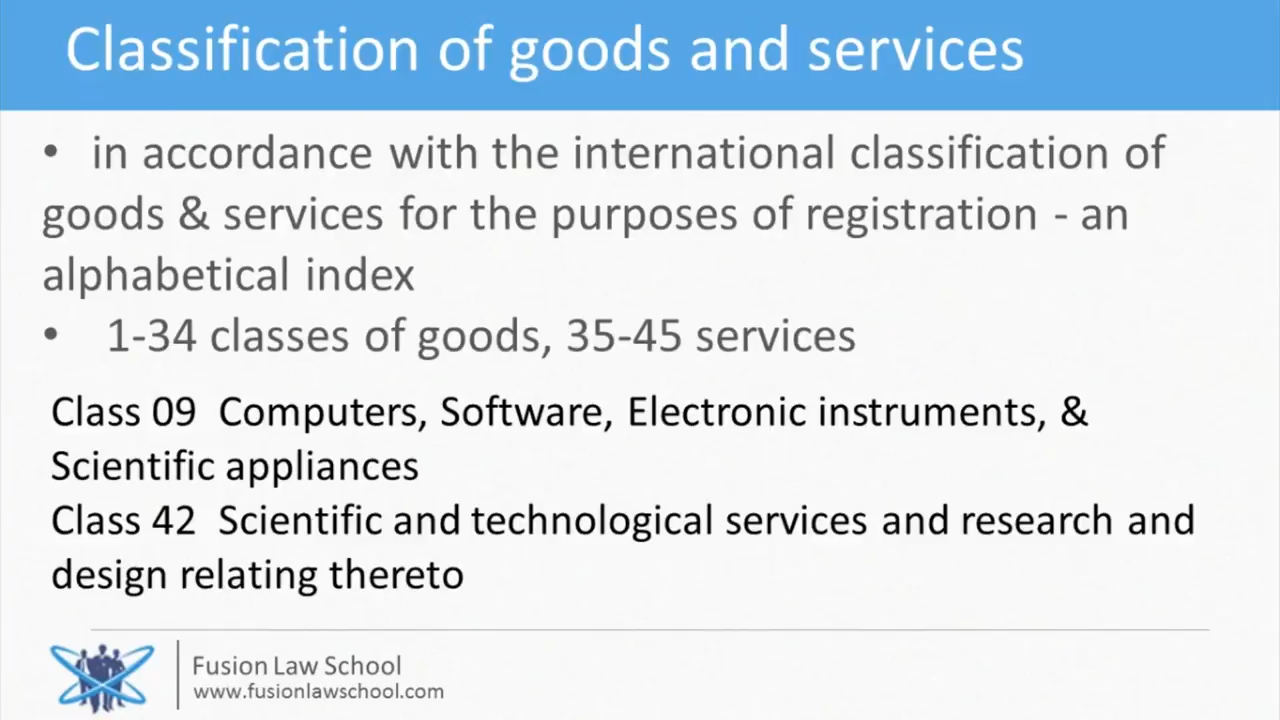 Classification of goods and services
• in accordance with the international classification of
goods & services for the purposes of registration - an
alphabetical index
• 1-34 classes of goods, 35-45 services
Class 09 Computers, Software, Electronic instruments, &
Scientific appliances
Class 42 Scientific and technological services and research and
design relating thereto
Fusion Law School
www.fusionlawschool.com